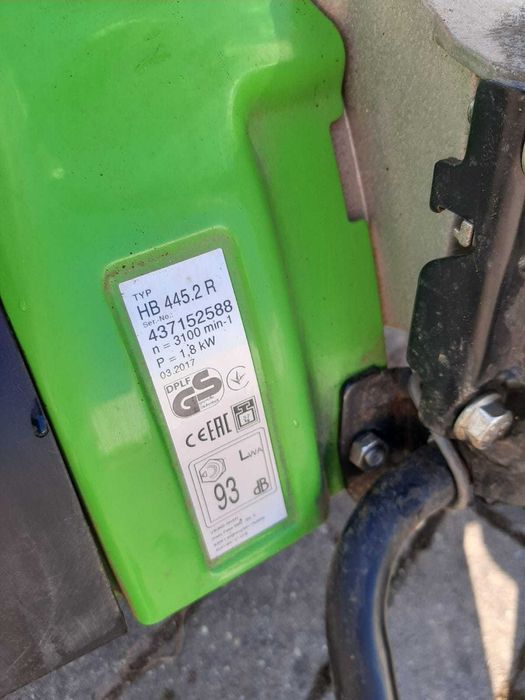 TYP
HB 445.2 R
Ser.-No.:
437152588
n = 3100 min-1
P = 1,8 kW
03.2017
DPLF
GS
CE EAC
LWA
93 dB